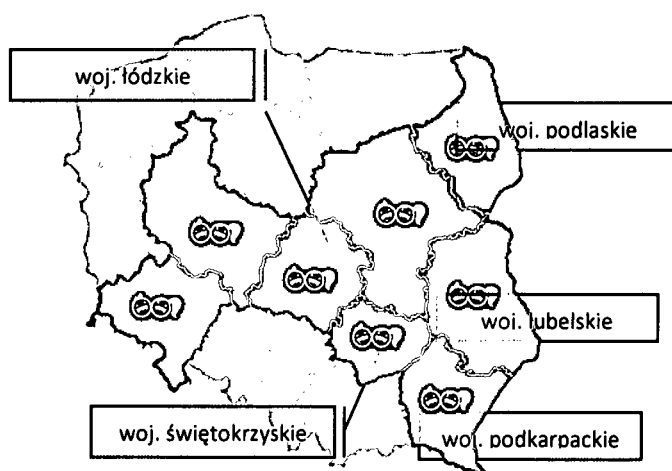 woj. łódzkie
woj. podlaskie
woj. lubelskie
woj. świętokrzyskie
woj. podkarpackie